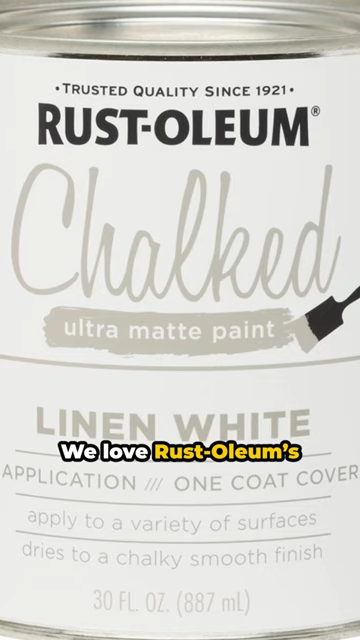 •TRUSTED QUALITY SINCE 1921•
RUST-OLEUM®
Chalked
ultra matte paint
LINEN WHITE
We love Rust-Oleum's
APPLICATION /// ONE COAT COVER
apply to a variety of surfaces
dries to a chalky smooth finish
30 FL. OZ. (887 mL)